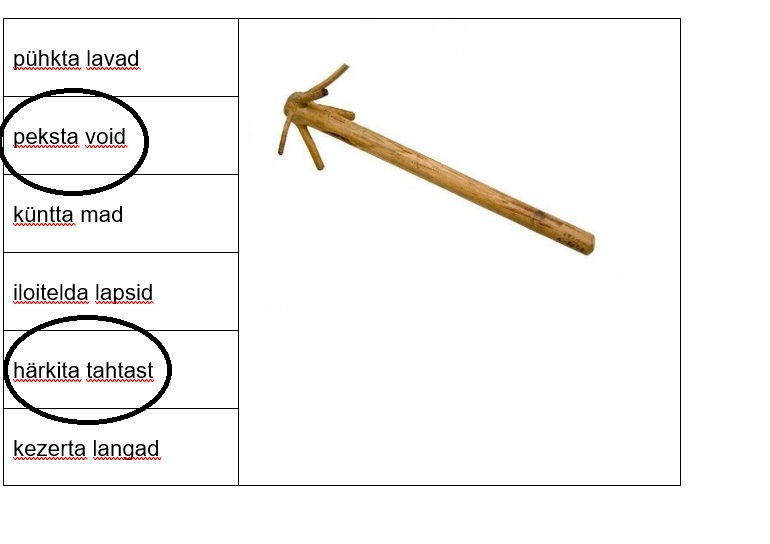 pühkta lavad
peksta void
küntta mad
iloitelda lapsid
härkita tahtast
kezerta langad